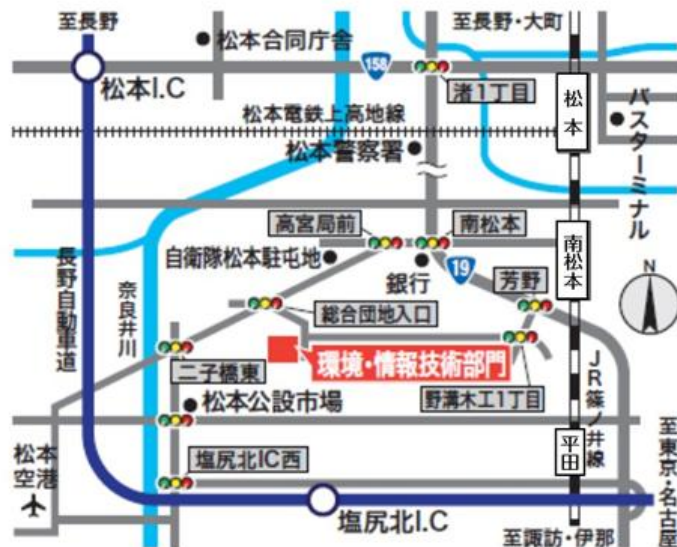 至長野
松本合同庁舎
158
至長野・大町
松本I.C
渚1丁目
松本
バスターミナル
松本電鉄上高地線
松本警察署
高宮局前
南松本
自衛隊松本駐屯地
銀行
19
南松本
芳野
N
長野自動車道
奈良井川
総合団地入口
環境・情報技術部門
二子橋東
野溝木工1丁目
JR篠ノ井線
松本公設市場
平田
至東京・名古屋
松本
空港
塩尻北IC西
塩尻北I.C
至諏訪・伊那